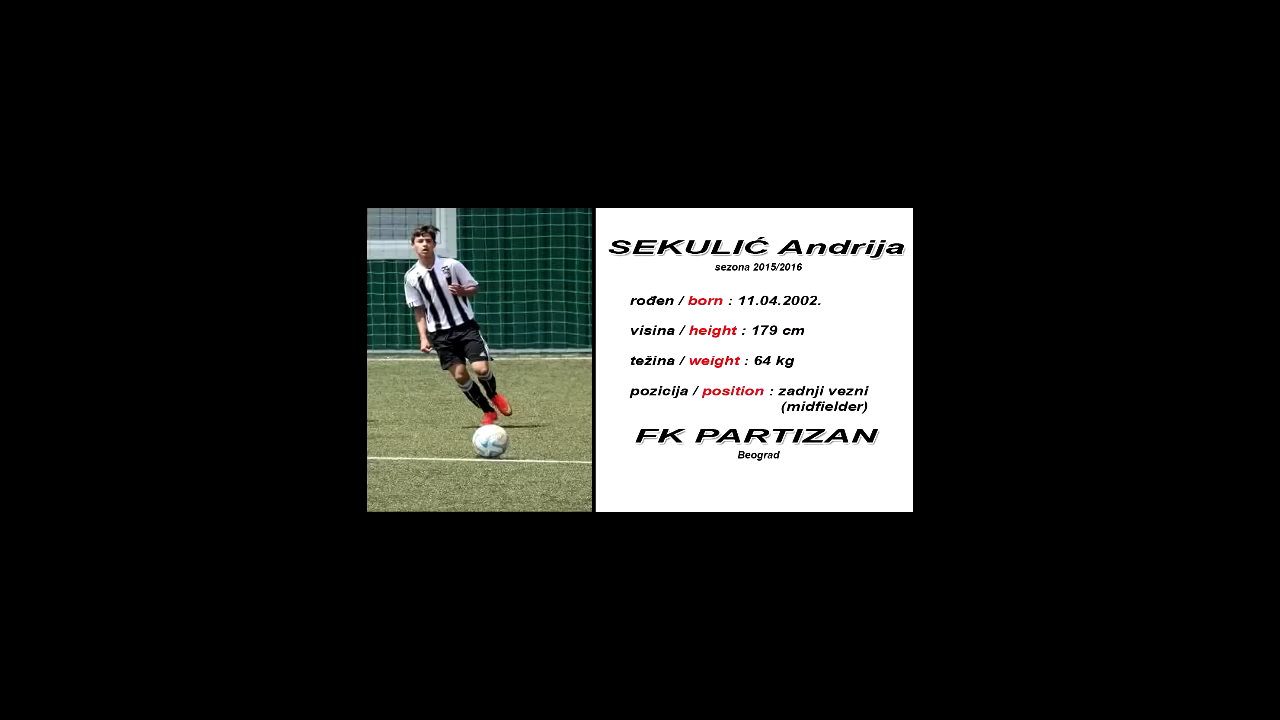 SEKULIĆ Andrija
sezona 2015/2016
rođen / born : 11.04.2002.
visina / height : 179 cm
težina / weight : 64 kg
pozicija / position : zadnji vezni
(midfielder)
FK PARTIZAN
Beograd